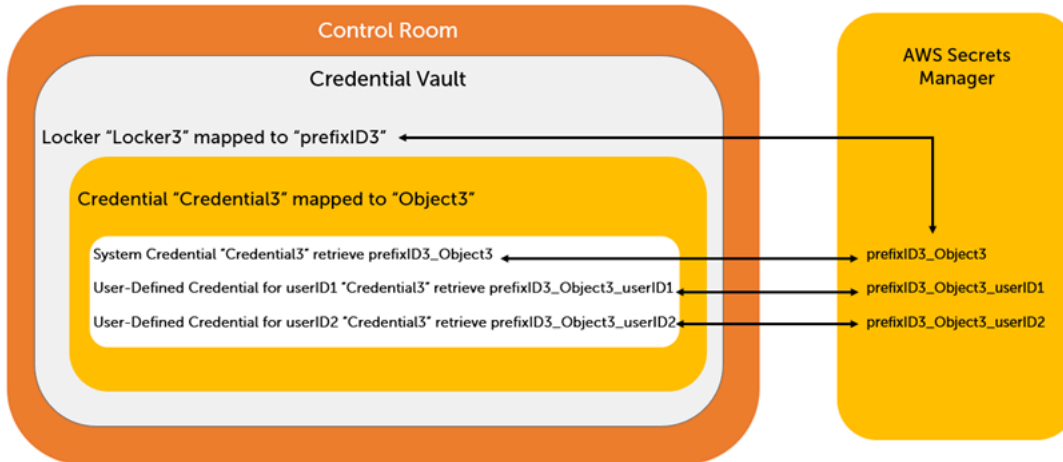 Control Room
Credential Vault
AWS Secrets
Manager
Locker “Locker3” mapped to “prefixID3”
Credential “Credential3” mapped to “Object3”
System Credential “Credential3” retrieve prefixID3_Object3
prefixID3_Object3
User-Defined Credential for userID1 “Credential3” retrieve prefixID3_Object3_userID1
prefixID3_Object3_userID1
User-Defined Credential for userID2 “Credential3” retrieve prefixID3_Object3_userID2
prefixID3_Object3_userID2